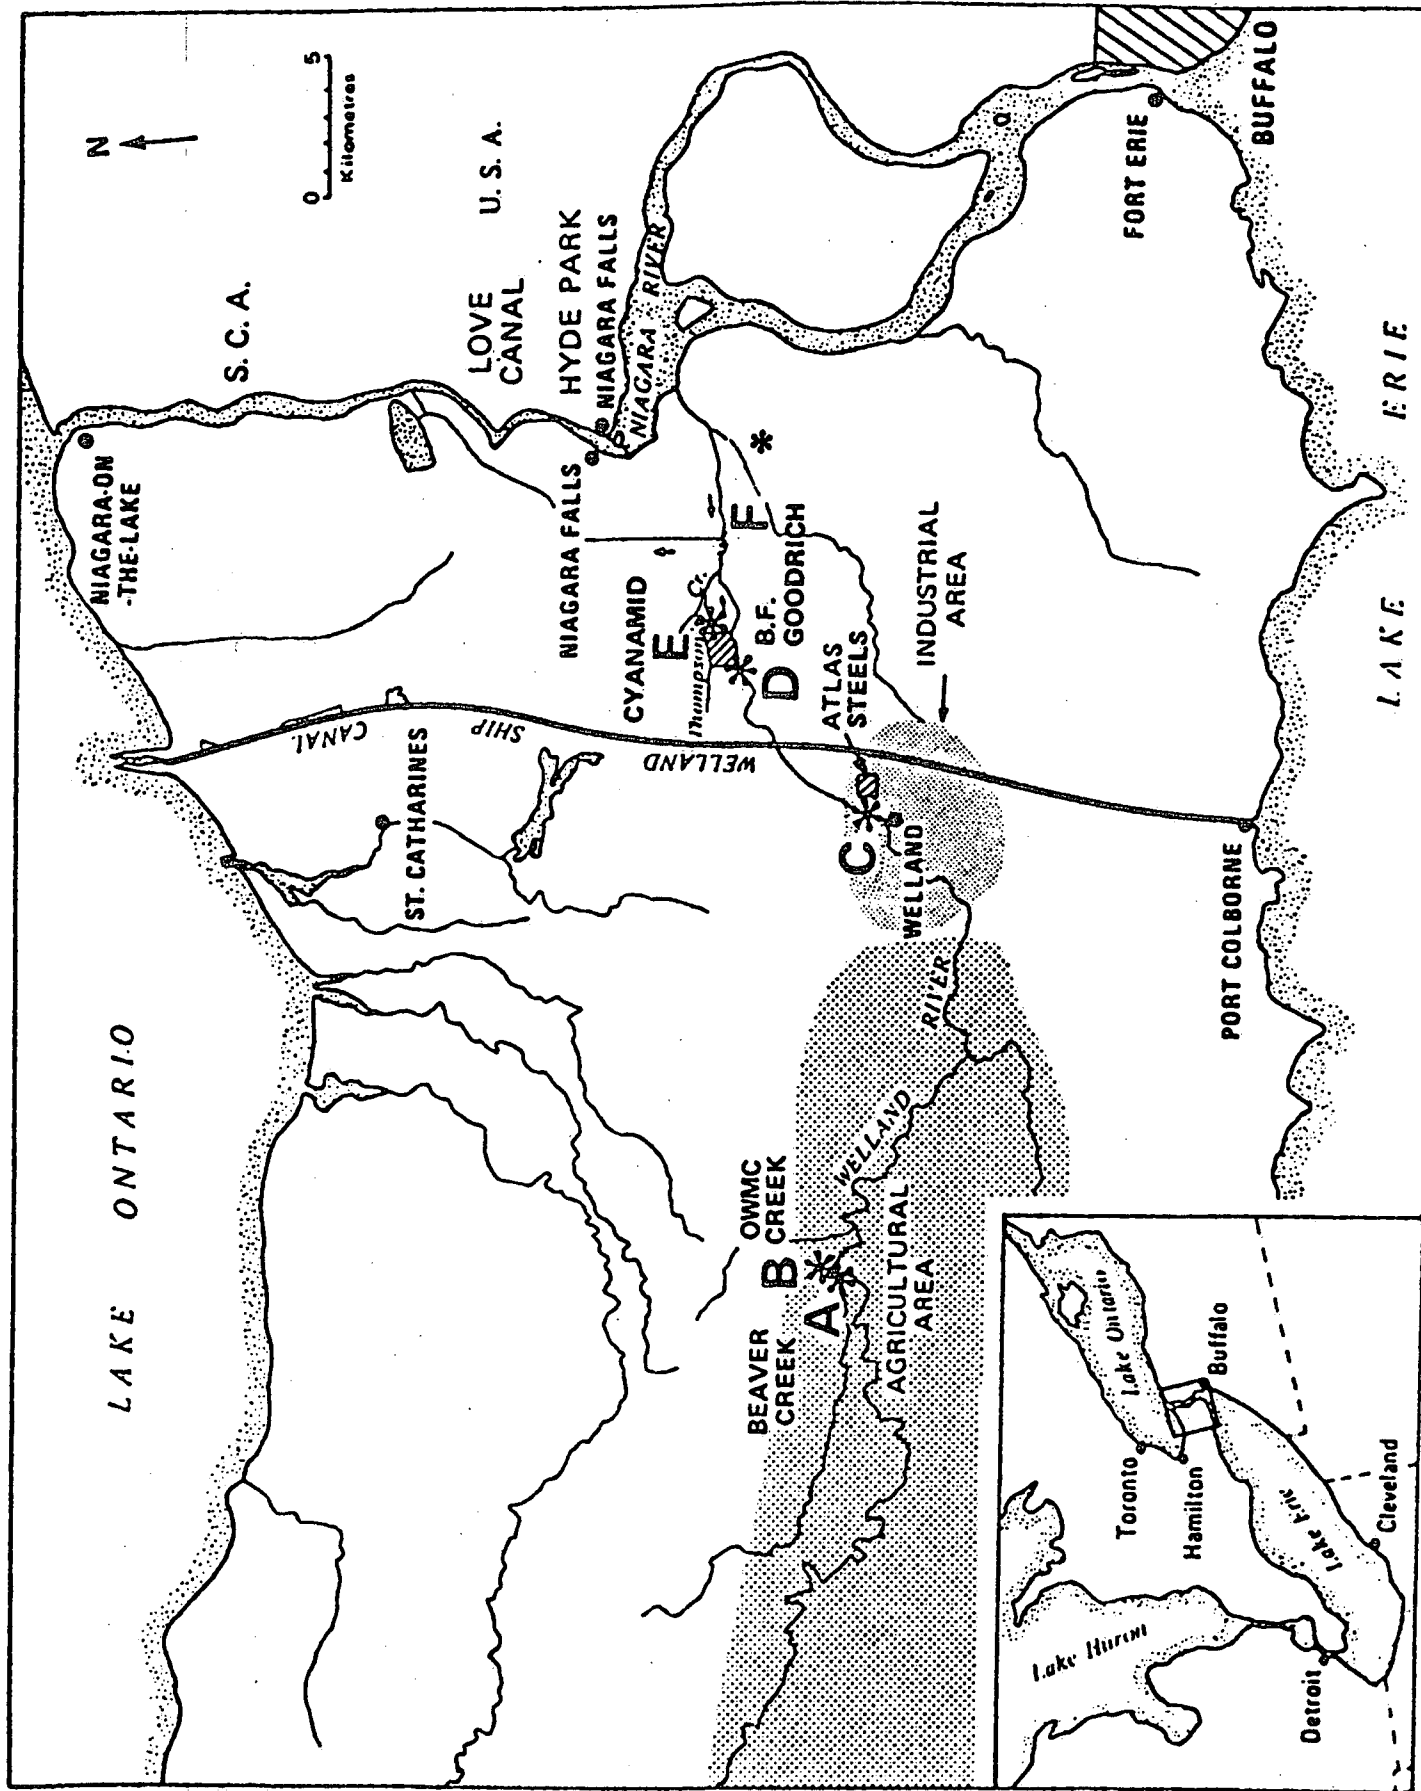 LAKE ONTARIO
N
0 5
Kilometres
S. C. A.
U. S. A.
NIAGARA-ON
-THE-LAKE
LOVE
CANAL
HYDE PARK
NIAGARA FALLS
NIAGARA RIVER
NIAGARA FALLS
ST. CATHARINES
WELLAND SHIP CANAL
CYANAMID
E
Thompson's Cr.
D
B.F.
GOODRICH
F
ATLAS
STEELS
INDUSTRIAL
AREA
C
WELLAND
WELLAND RIVER
OWMC
CREEK
B
BEAVER
CREEK
A
AGRICULTURAL
AREA
PORT COLBORNE
FORT ERIE
BUFFALO
LAKE ERIE
Lake Huron
Lake Ontario
Toronto
Hamilton
Buffalo
Lake Erie
Detroit
Cleveland